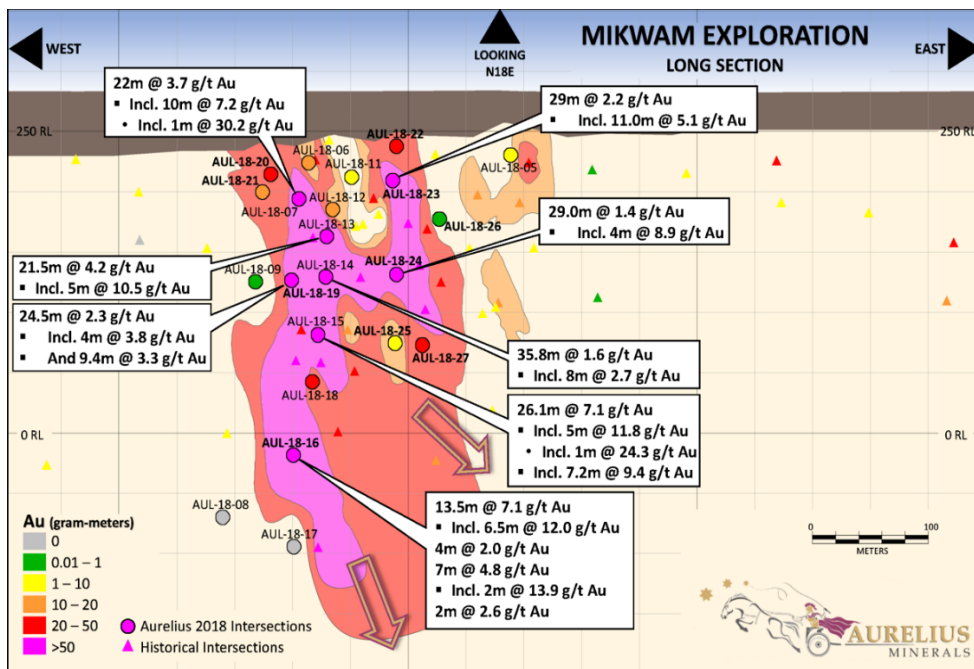 MIKWAM EXPLORATION
LONG SECTION
WEST
LOOKING
N18E
EAST
22m @ 3.7 g/t Au
▪ Incl. 10m @ 7.2 g/t Au
• Incl. 1m @ 30.2 g/t Au
29m @ 2.2 g/t Au
▪ Incl. 11.0m @ 5.1 g/t Au
250 RL
250 RL
AUL-18-22
AUL-18-06
AUL-18-20
AUL-18-11
AUL-18-05
AUL-18-21
AUL-18-12
AUL-18-23
AUL-18-07
AUL-18-13
AUL-18-26
29.0m @ 1.4 g/t Au
▪ Incl. 4m @ 8.9 g/t Au
21.5m @ 4.2 g/t Au
▪ Incl. 5m @ 10.5 g/t Au
AUL-18-09
AUL-18-14
AUL-18-24
AUL-18-19
24.5m @ 2.3 g/t Au
▪ Incl. 4m @ 3.8 g/t Au
▪ And 9.4m @ 3.3 g/t Au
AUL-18-15
AUL-18-25
AUL-18-27
35.8m @ 1.6 g/t Au
▪ Incl. 8m @ 2.7 g/t Au
AUL-18-18
26.1m @ 7.1 g/t Au
▪ Incl. 5m @ 11.8 g/t Au
• Incl. 1m @ 24.3 g/t Au
▪ Incl. 7.2m @ 9.4 g/t Au
0 RL
0 RL
AUL-18-16
AUL-18-08
AUL-18-17
13.5m @ 7.1 g/t Au
▪ Incl. 6.5m @ 12.0 g/t Au
4m @ 2.0 g/t Au
7m @ 4.8 g/t Au
▪ Incl. 2m @ 13.9 g/t Au
2m @ 2.6 g/t Au
0 100
METERS
Au (gram-meters)
0
0.01 – 1
1 – 10
10 – 20
20 – 50
>50
Aurelius 2018 Intersections
Historical Intersections
AURELIUS
MINERALS